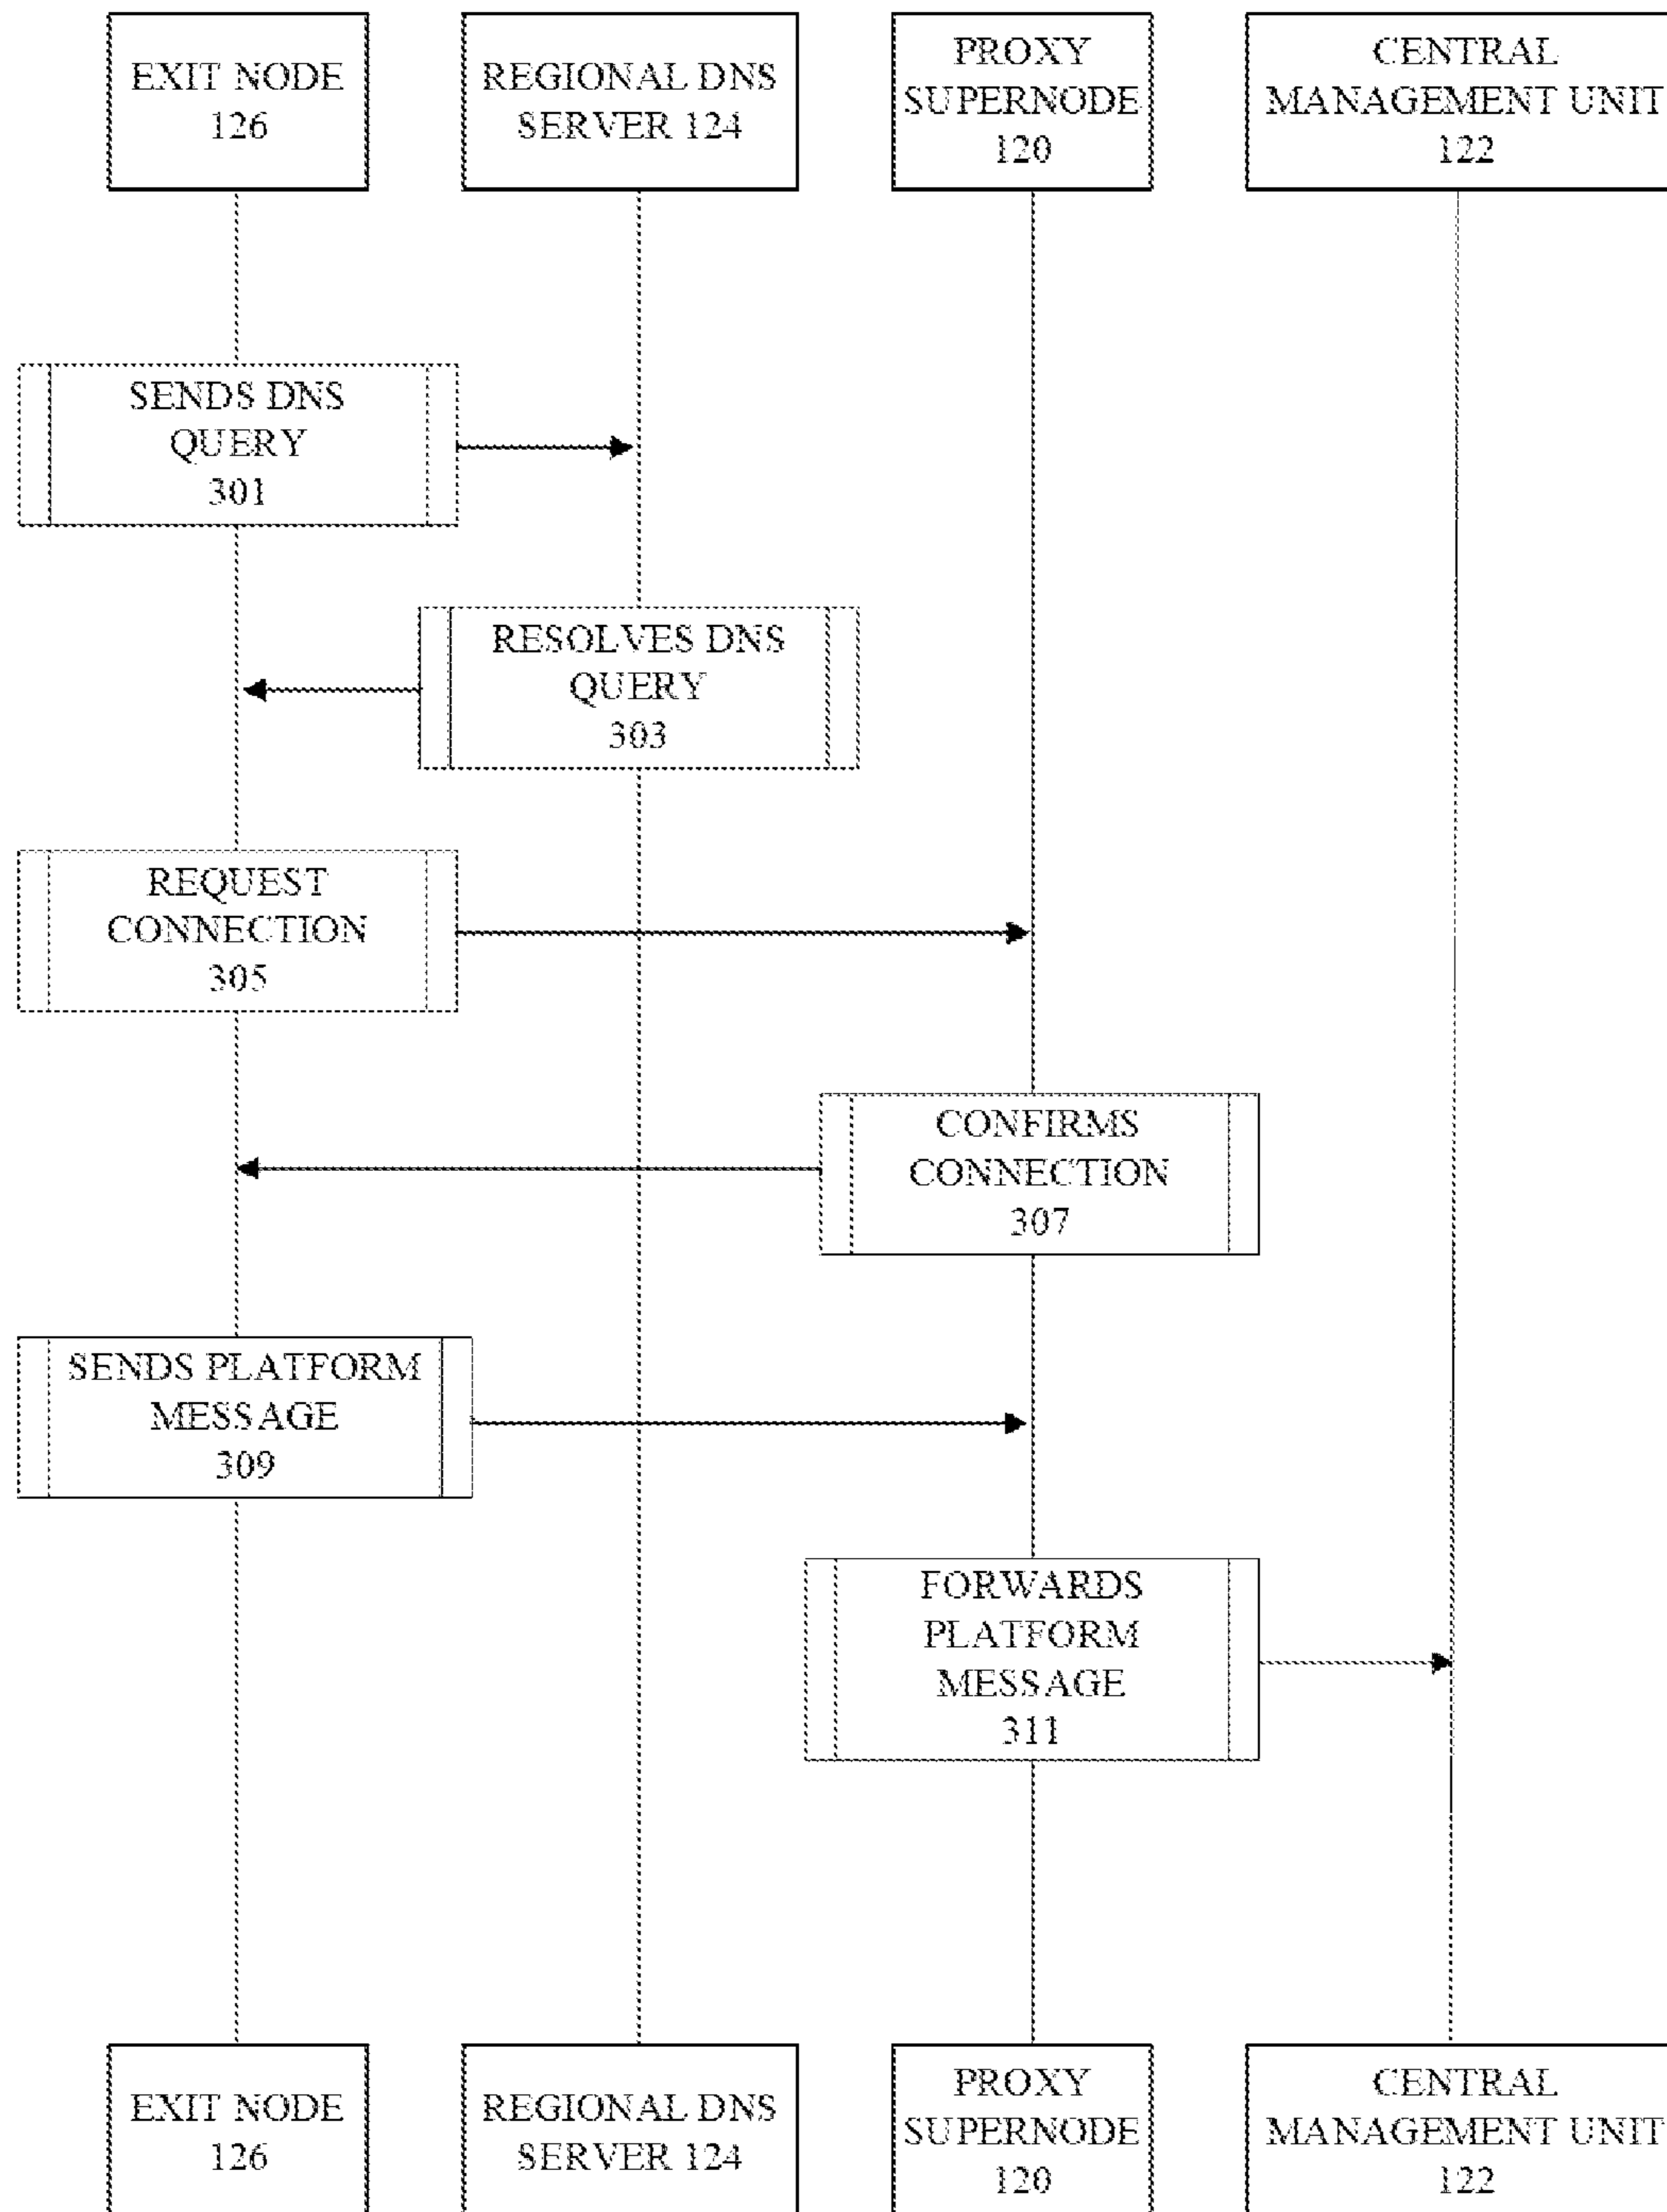 EXIT NODE
126
REGIONAL DNS
SERVER 124
PROXY
SUPERNODE
120
CENTRAL
MANAGEMENT UNIT
122
SENDS DNS
QUERY
301
RESOLVES DNS
QUERY
303
REQUEST
CONNECTION
305
CONFIRMS
CONNECTION
307
SENDS PLATFORM
MESSAGE
309
FORWARDS
PLATFORM
MESSAGE
311
EXIT NODE
126
REGIONAL DNS
SERVER 124
PROXY
SUPERNODE
120
CENTRAL
MANAGEMENT UNIT
122